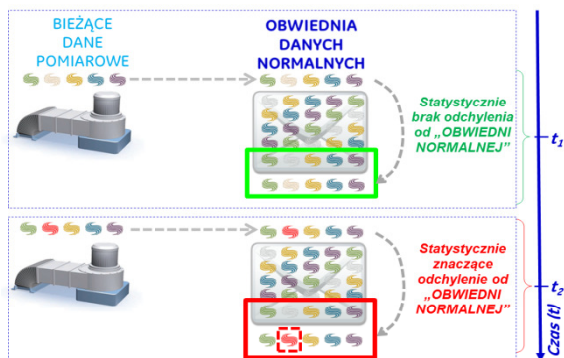 BIEŻĄCE
DANE
POMIAROWE
OBWIEDNIA
DANYCH
NORMALNYCH
Statystycznie
brak odchylenia
od „OBWIEDNI
NORMALNEJ”
t1
Statystycznie
znaczące
odchylenie od
„OBWIEDNI
NORMALNEJ”
t2
Czas (t)